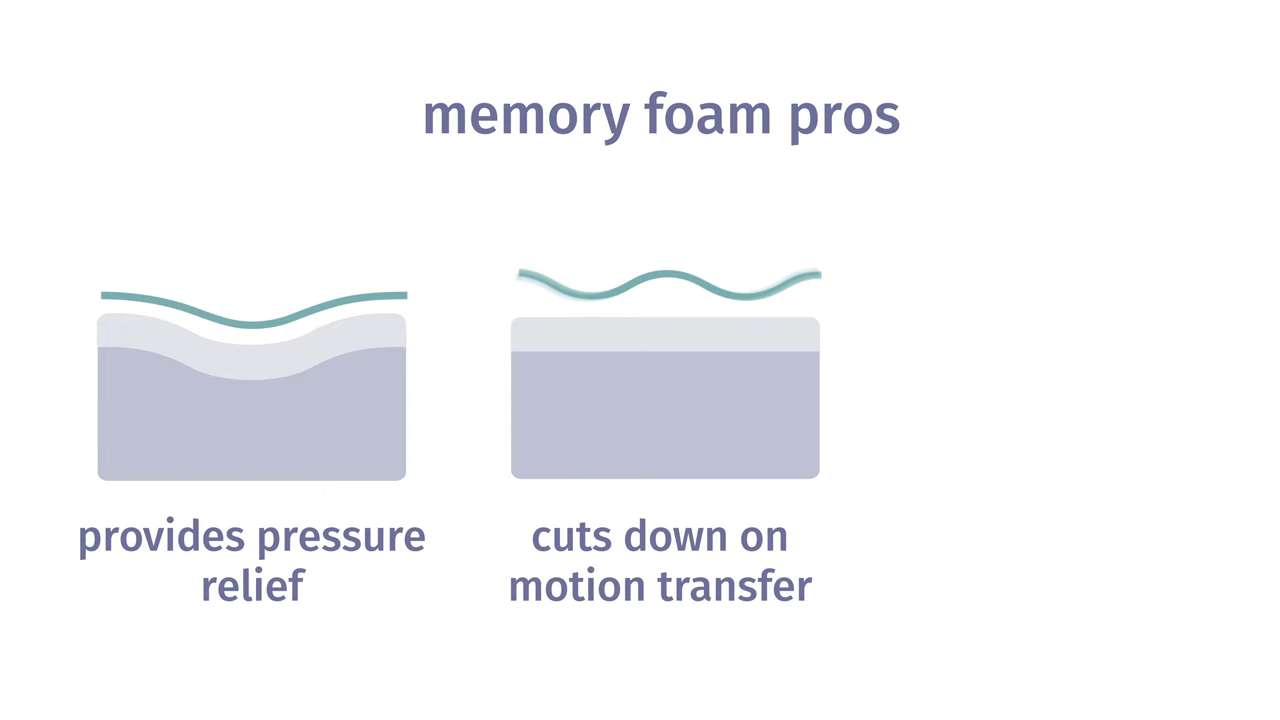 memory foam pros
provides pressure
relief
cuts down on
motion transfer